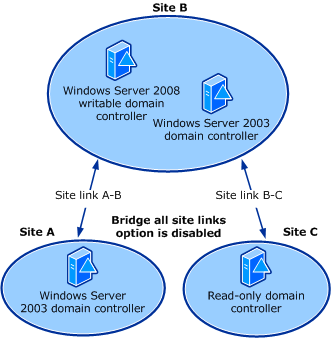 Site B
Windows Server 2008
writable domain
controller
Windows Server 2003
domain controller
Site link A-B
Site link B-C
Bridge all site links
option is disabled
Site A
Site C
Windows Server
2003 domain controller
Read-only domain
controller